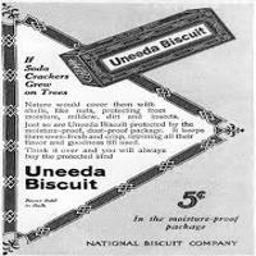 Uneeda Biscuit
If
Soda
Crackers
Grew
on Trees
Nature would cover them with
shells, like nuts, protecting from
moisture, mildew, dirt and insects.
Just so are Uneeda Biscuit protected by the
moisture-proof, dust-proof package. It keeps
them oven-fresh and crisp, retaining all their
flavor and goodness till used.
Think it over and you will always
buy the protected kind
Uneeda
Biscuit
Never Sold
in Bulk
5¢
In the moisture-proof
package
NATIONAL BISCUIT COMPANY